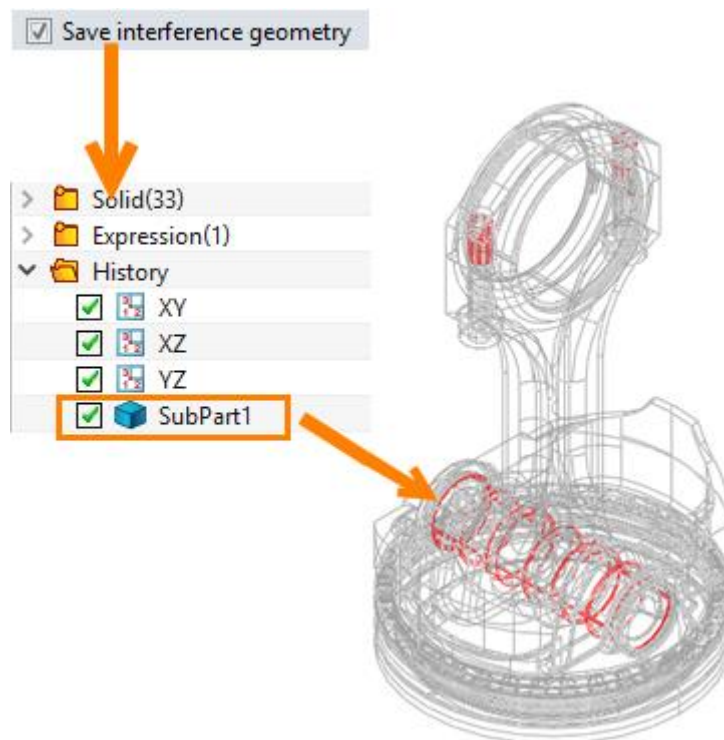 Save interference geometry
Solid(33)
Expression(1)
History
XY
XZ
YZ
SubPart1